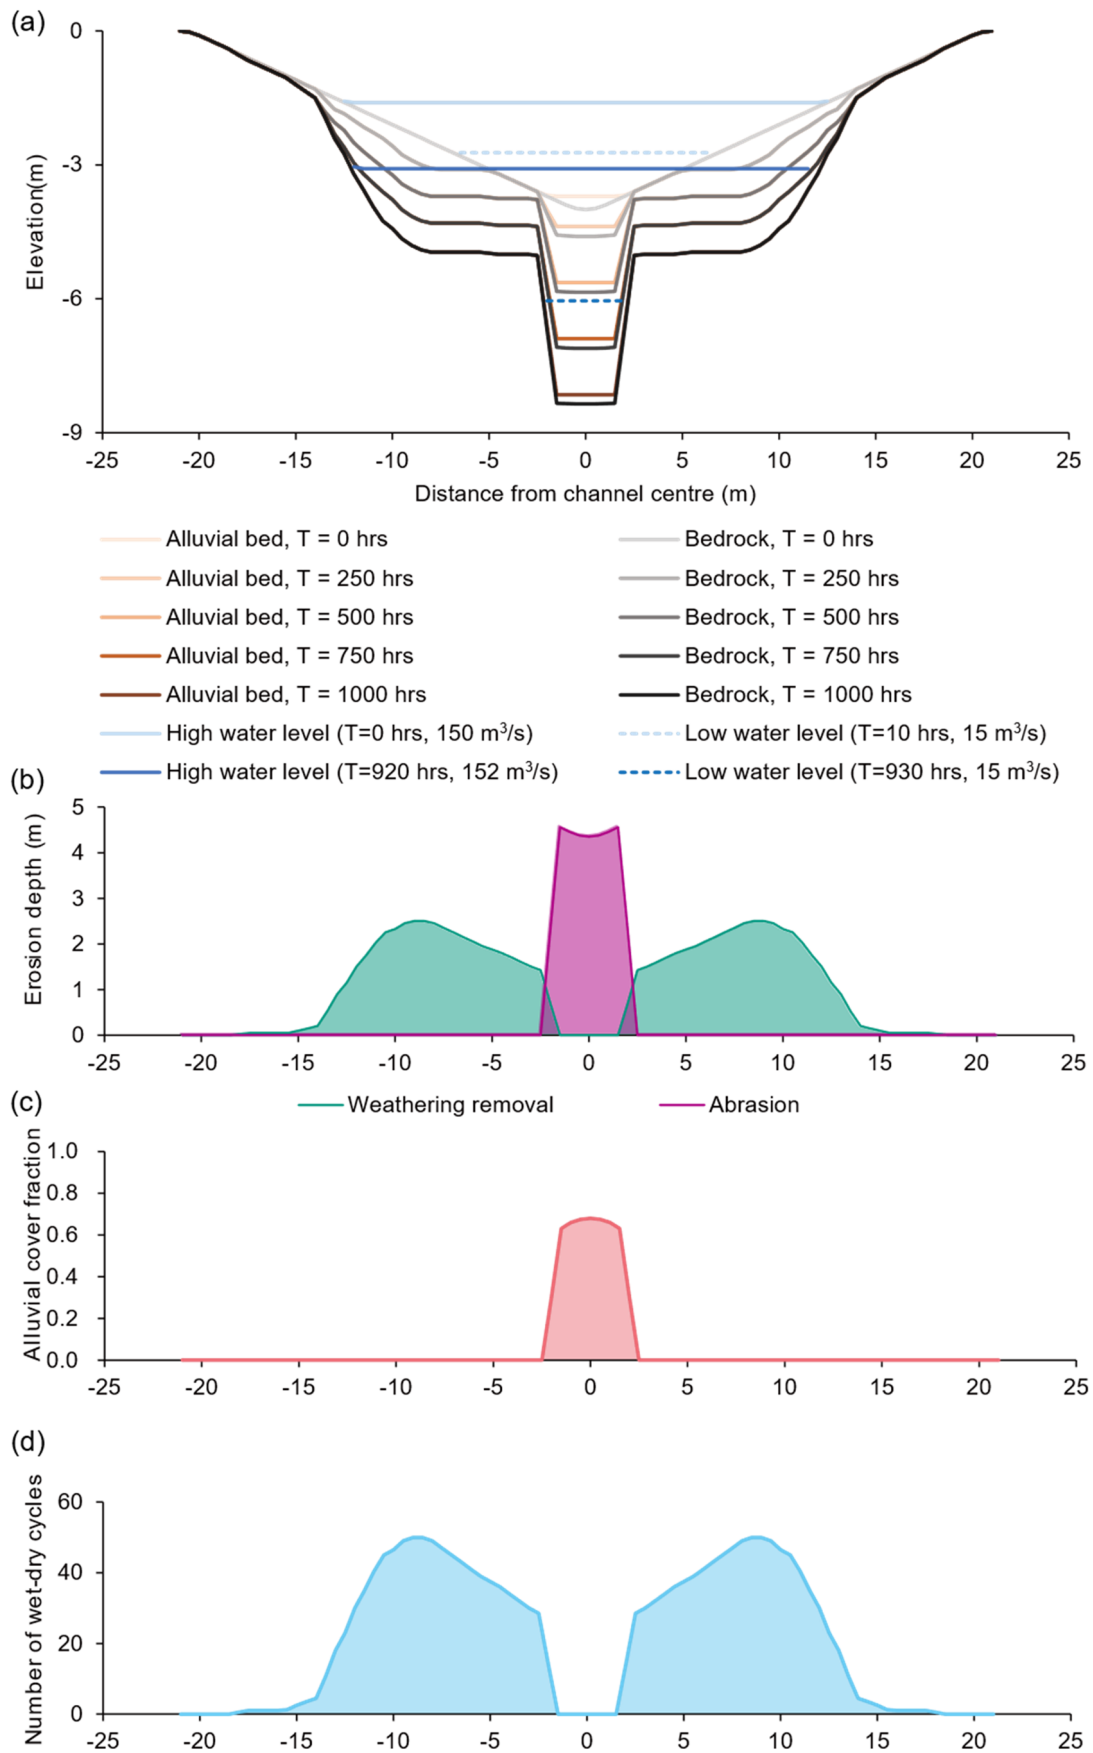 (a)
0
-3
-6
-9
Elevation(m)
-25 -20 -15 -10 -5 0 5 10 15 20 25
Distance from channel centre (m)
Alluvial bed, T = 0 hrs
Bedrock, T = 0 hrs
Alluvial bed, T = 250 hrs
Bedrock, T = 250 hrs
Alluvial bed, T = 500 hrs
Bedrock, T = 500 hrs
Alluvial bed, T = 750 hrs
Bedrock, T = 750 hrs
Alluvial bed, T = 1000 hrs
Bedrock, T = 1000 hrs
High water level (T=0 hrs, 150 m³/s)
Low water level (T=10 hrs, 15 m³/s)
High water level (T=920 hrs, 152 m³/s)
Low water level (T=930 hrs, 15 m³/s)
(b)
5
4
3
2
1
0
Erosion depth (m)
-25 -20 -15 -10 -5 0 5 10 15 20 25
Weathering removal
Abrasion
(c)
1.0
0.8
0.6
0.4
0.2
0.0
Alluvial cover fraction
-25 -20 -15 -10 -5 0 5 10 15 20 25
(d)
60
40
20
0
Number of wet-dry cycles
-25 -20 -15 -10 -5 0 5 10 15 20 25